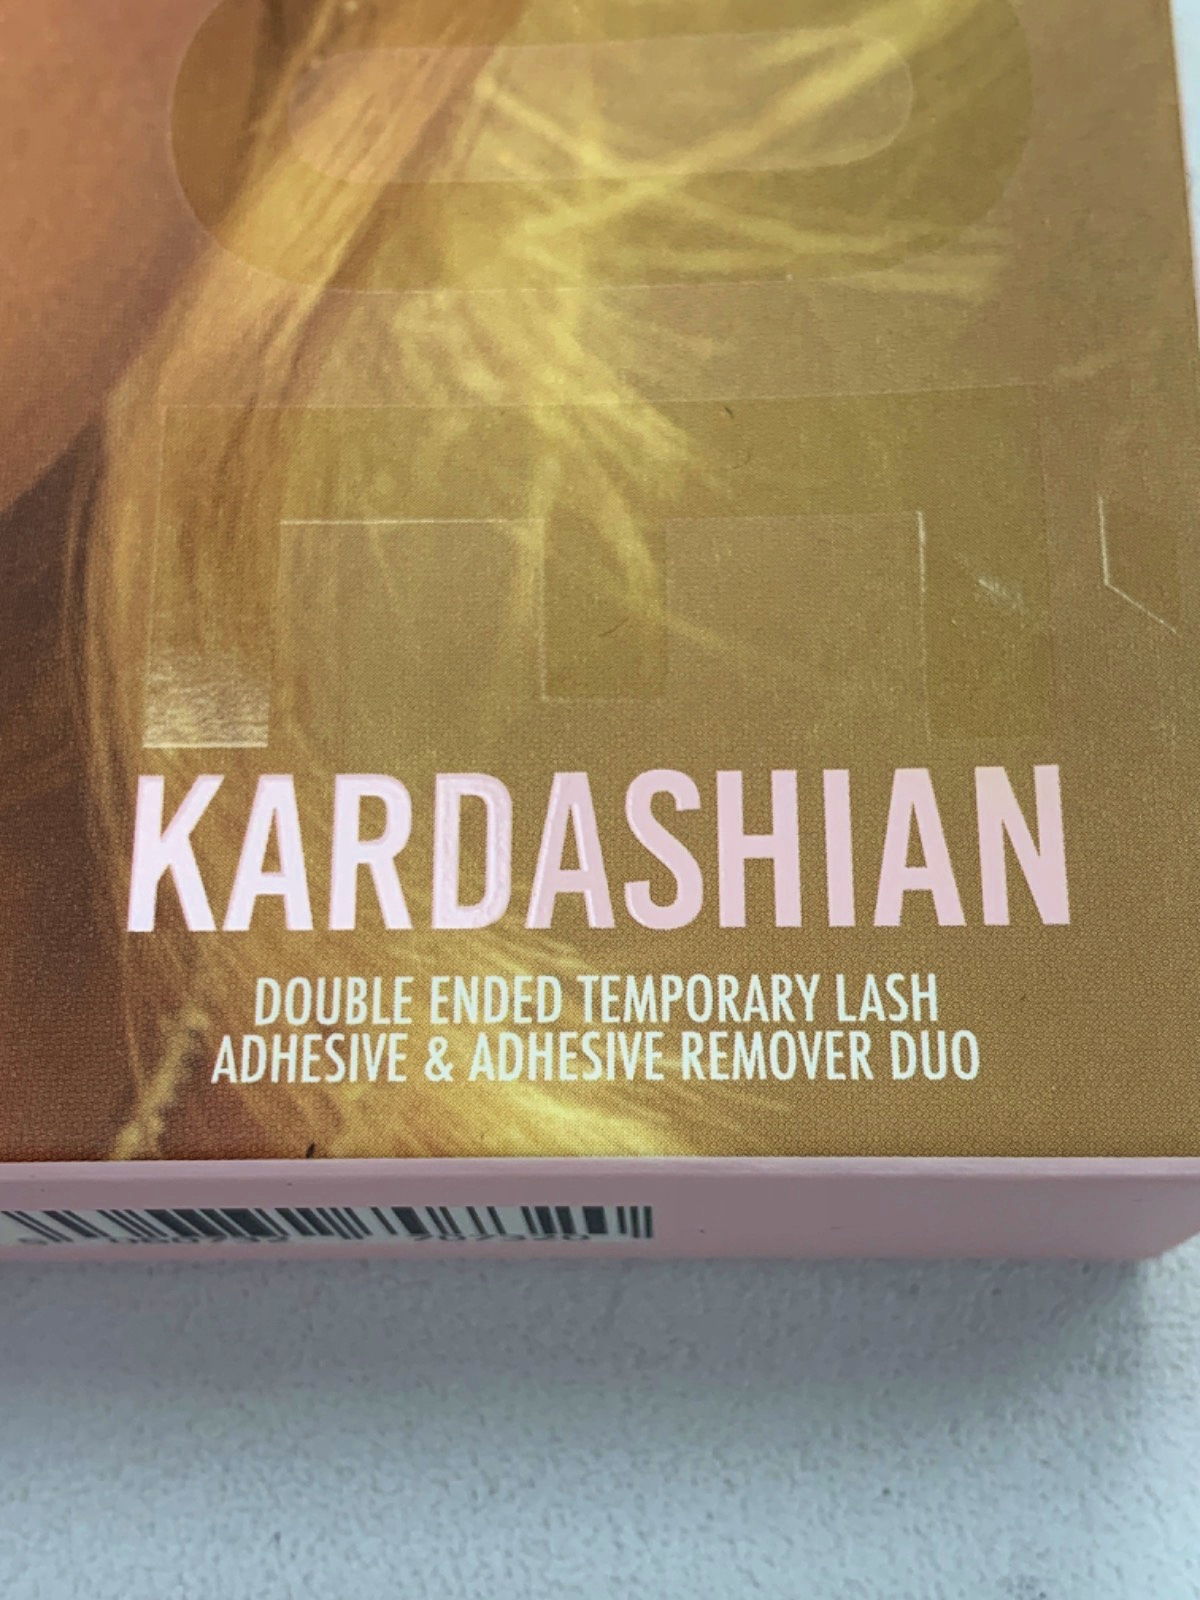 KARDASHIAN
DOUBLE ENDED TEMPORARY LASH
ADHESIVE & ADHESIVE REMOVER DUO